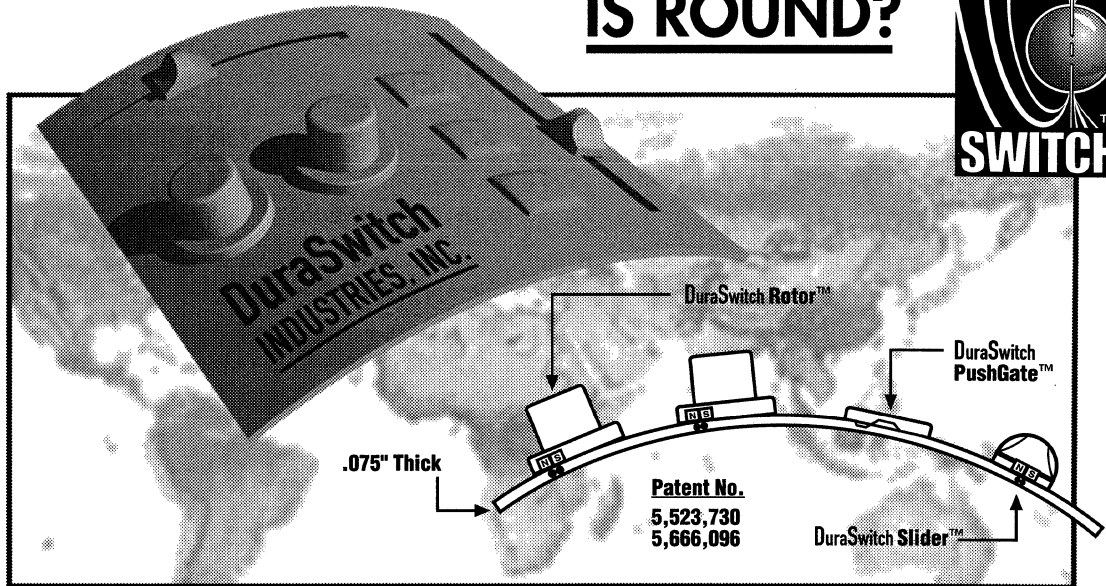 IS ROUND?
TM
SWITCH
DuraSwitch
INDUSTRIES, INC.
DuraSwitch Rotor™
DuraSwitch
PushGate™
N S
N S
N S
.075" Thick
Patent No.
5,523,730
5,666,096
DuraSwitch Slider™